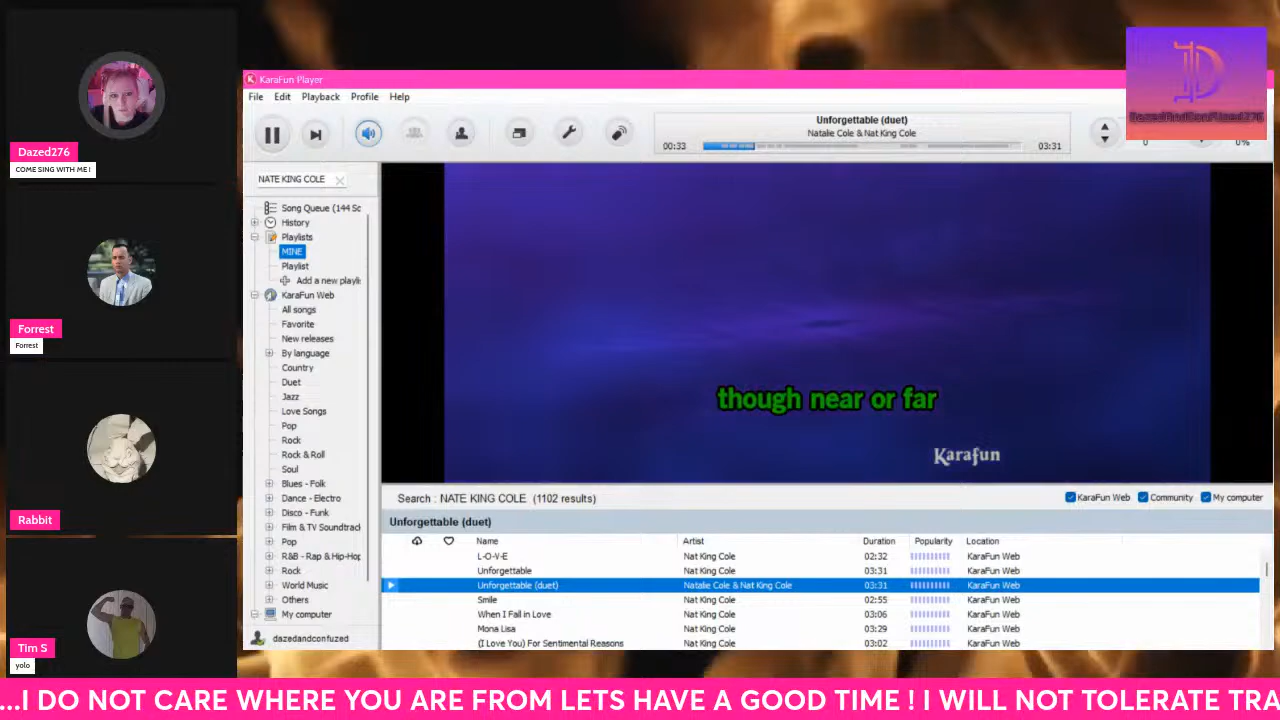 Dazed276
COME SING WITH ME !
Forrest
Forrest
Rabbit
Tim S
yolo
KaraFun Player
File Edit Playback Profile Help
Unforgettable (duet)
Natalie Cole & Nat King Cole
00:33
03:31
0
0%
D
DazedandConfused276
NATE KING COLE
Song Queue (144 Sc
History
Playlists
MINE
Playlist
Add a new playli
KaraFun Web
All songs
Favorite
New releases
By language
Country
Duet
Jazz
Love Songs
Pop
Rock
Rock & Roll
Soul
Blues - Folk
Dance - Electro
Disco - Funk
Film & TV Soundtrack
Pop
R&B - Rap & Hip-Hop
Rock
World Music
Others
My computer
dazedandconfuzed
though near or far
Karafun
Search : NATE KING COLE (1102 results)
KaraFun Web Community My computer
Unforgettable (duet)
Name Artist Duration Popularity Location
L-O-V-E Nat King Cole 02:32 KaraFun Web
Unforgettable Nat King Cole 03:31 KaraFun Web
Unforgettable (duet) Natalie Cole & Nat King Cole 03:31 KaraFun Web
Smile Nat King Cole 02:55 KaraFun Web
When I Fall in Love Nat King Cole 03:06 KaraFun Web
Mona Lisa Nat King Cole 03:29 KaraFun Web
(I Love You) For Sentimental Reasons Nat King Cole 03:02 KaraFun Web
...I DO NOT CARE WHERE YOU ARE FROM LETS HAVE A GOOD TIME ! I WILL NOT TOLERATE TRA